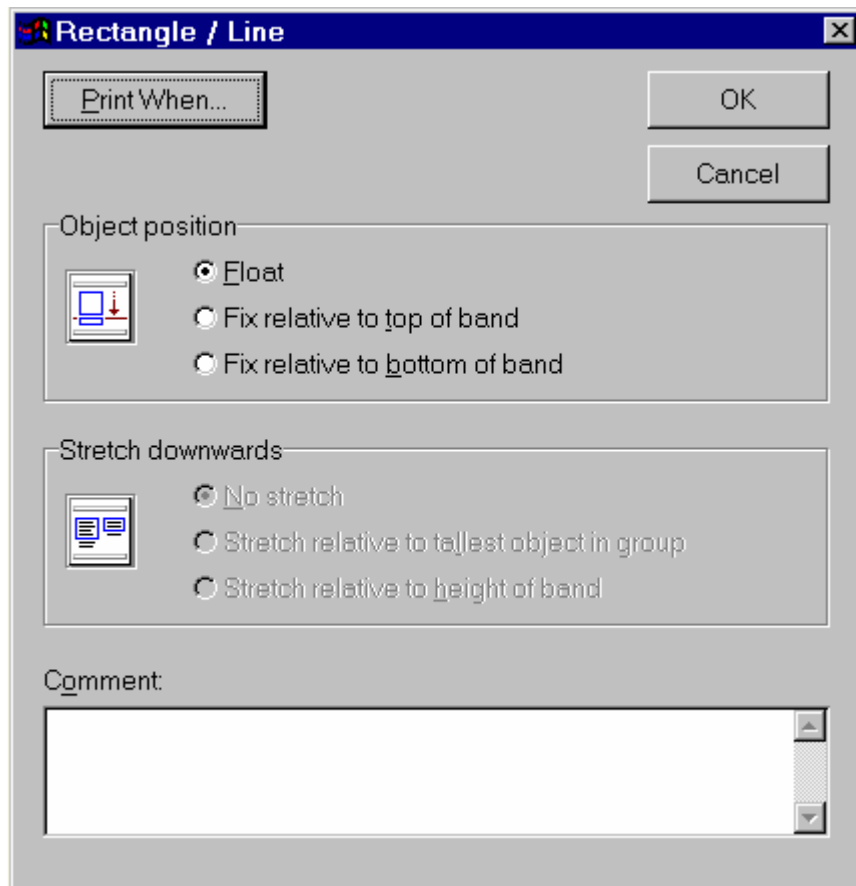 Rectangle / Line
Print When...
OK
Cancel
Object position
Float
Fix relative to top of band
Fix relative to bottom of band
Stretch downwards
No stretch
Stretch relative to tallest object in group
Stretch relative to height of band
Comment: